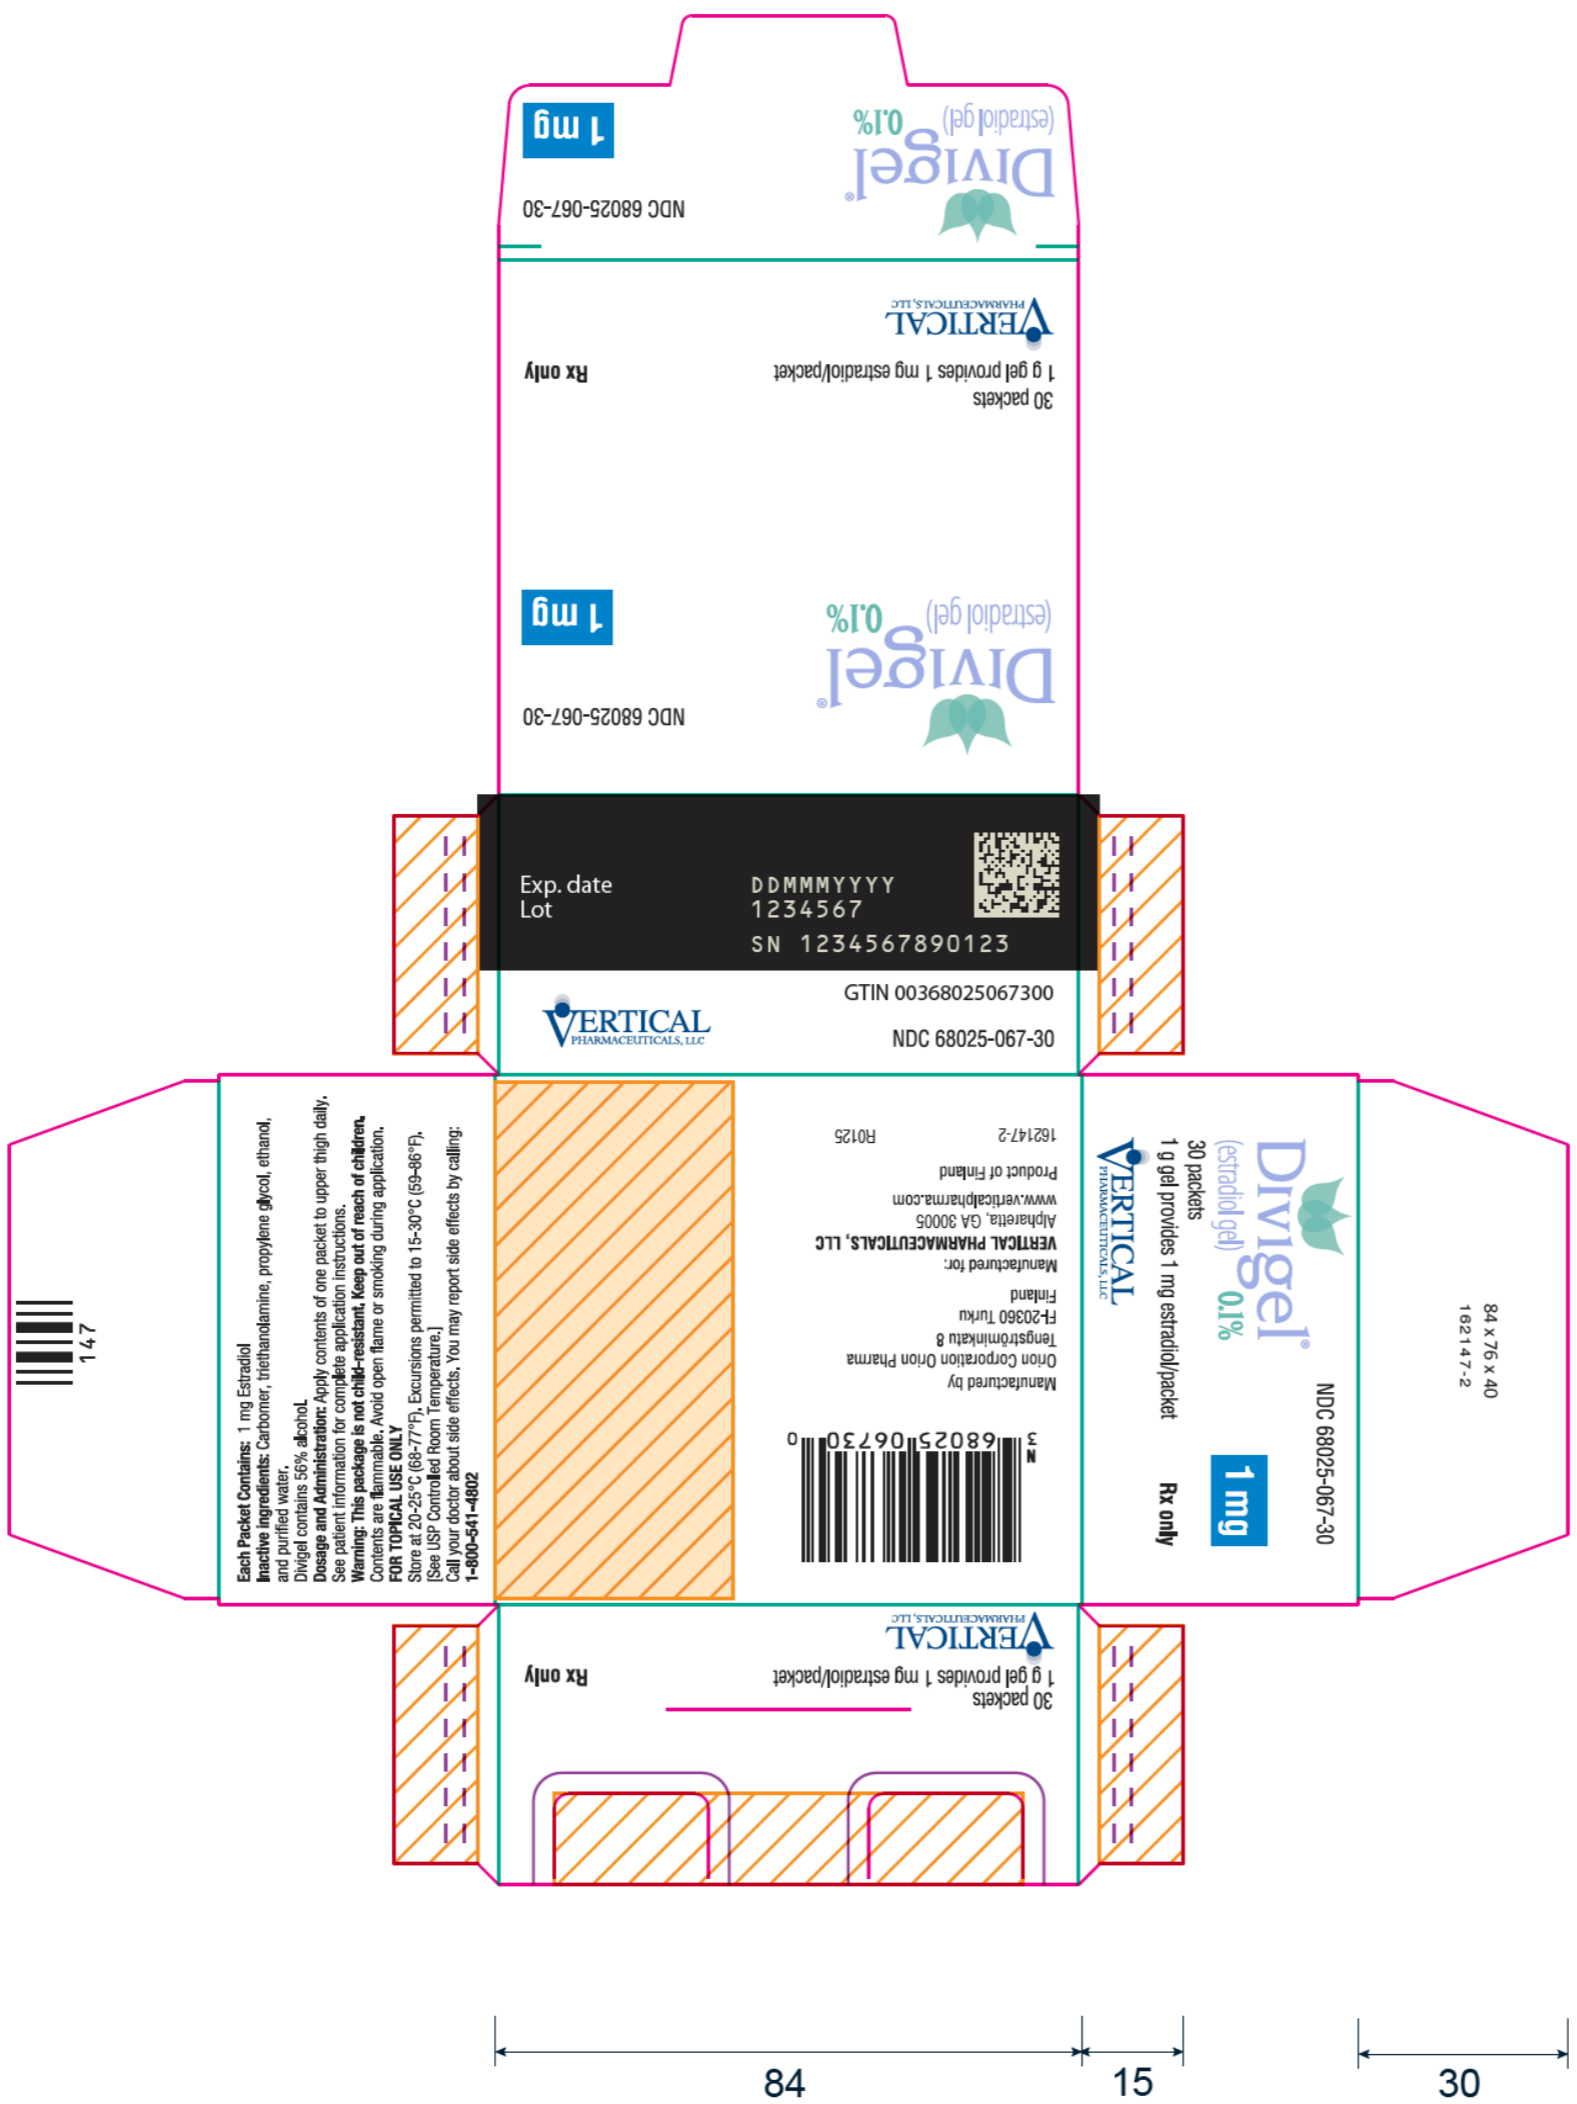 1 mg
NDC 68025-067-30
Divigel®
(estradiol gel) 0.1%
VERTICAL
PHARMACEUTICALS, LLC
30 packets
1 g gel provides 1 mg estradiol/packet
Rx only
NDC 68025-067-30
Divigel®
(estradiol gel) 0.1%
1 mg
Exp. date DDMMMYYYY
Lot 1234567
SN 1234567890123
GTIN 00368025067300
NDC 68025-067-30
VERTICAL
PHARMACEUTICALS, LLC
147
Each Packet Contains: 1 mg Estradiol
Inactive ingredients: Carbomer, triethanolamine, propylene glycol, ethanol,
and purified water.
Divigel contains 56% alcohol.
Dosage and Administration: Apply contents of one packet to upper thigh daily.
See patient information for complete application instructions.
Warning: This package is not child-resistant. Keep out of reach of children.
Contents are flammable. Avoid open flame or smoking during application.
FOR TOPICAL USE ONLY
Store at 20-25°C (68-77°F). Excursions permitted to 15-30°C (59-86°F).
[See USP Controlled Room Temperature.]
Call your doctor about side effects. You may report side effects by calling:
1-800-541-4802
N
3 68025 06730 0
Manufactured by
Orion Corporation Orion Pharma
Tengströminkatu 8
FI-20360 Turku
Finland
Manufactured for:
VERTICAL PHARMACEUTICALS, LLC
Alpharetta, GA 30005
www.verticalpharma.com
Product of Finland
162147-2 R0125
NDC 68025-067-30
Divigel®
(estradiol gel) 0.1%
1 mg
30 packets
1 g gel provides 1 mg estradiol/packet
Rx only
VERTICAL
PHARMACEUTICALS, LLC
84 x 76 x 40
162147-2
30 packets
1 g gel provides 1 mg estradiol/packet
Rx only
VERTICAL
PHARMACEUTICALS, LLC
84
15
30